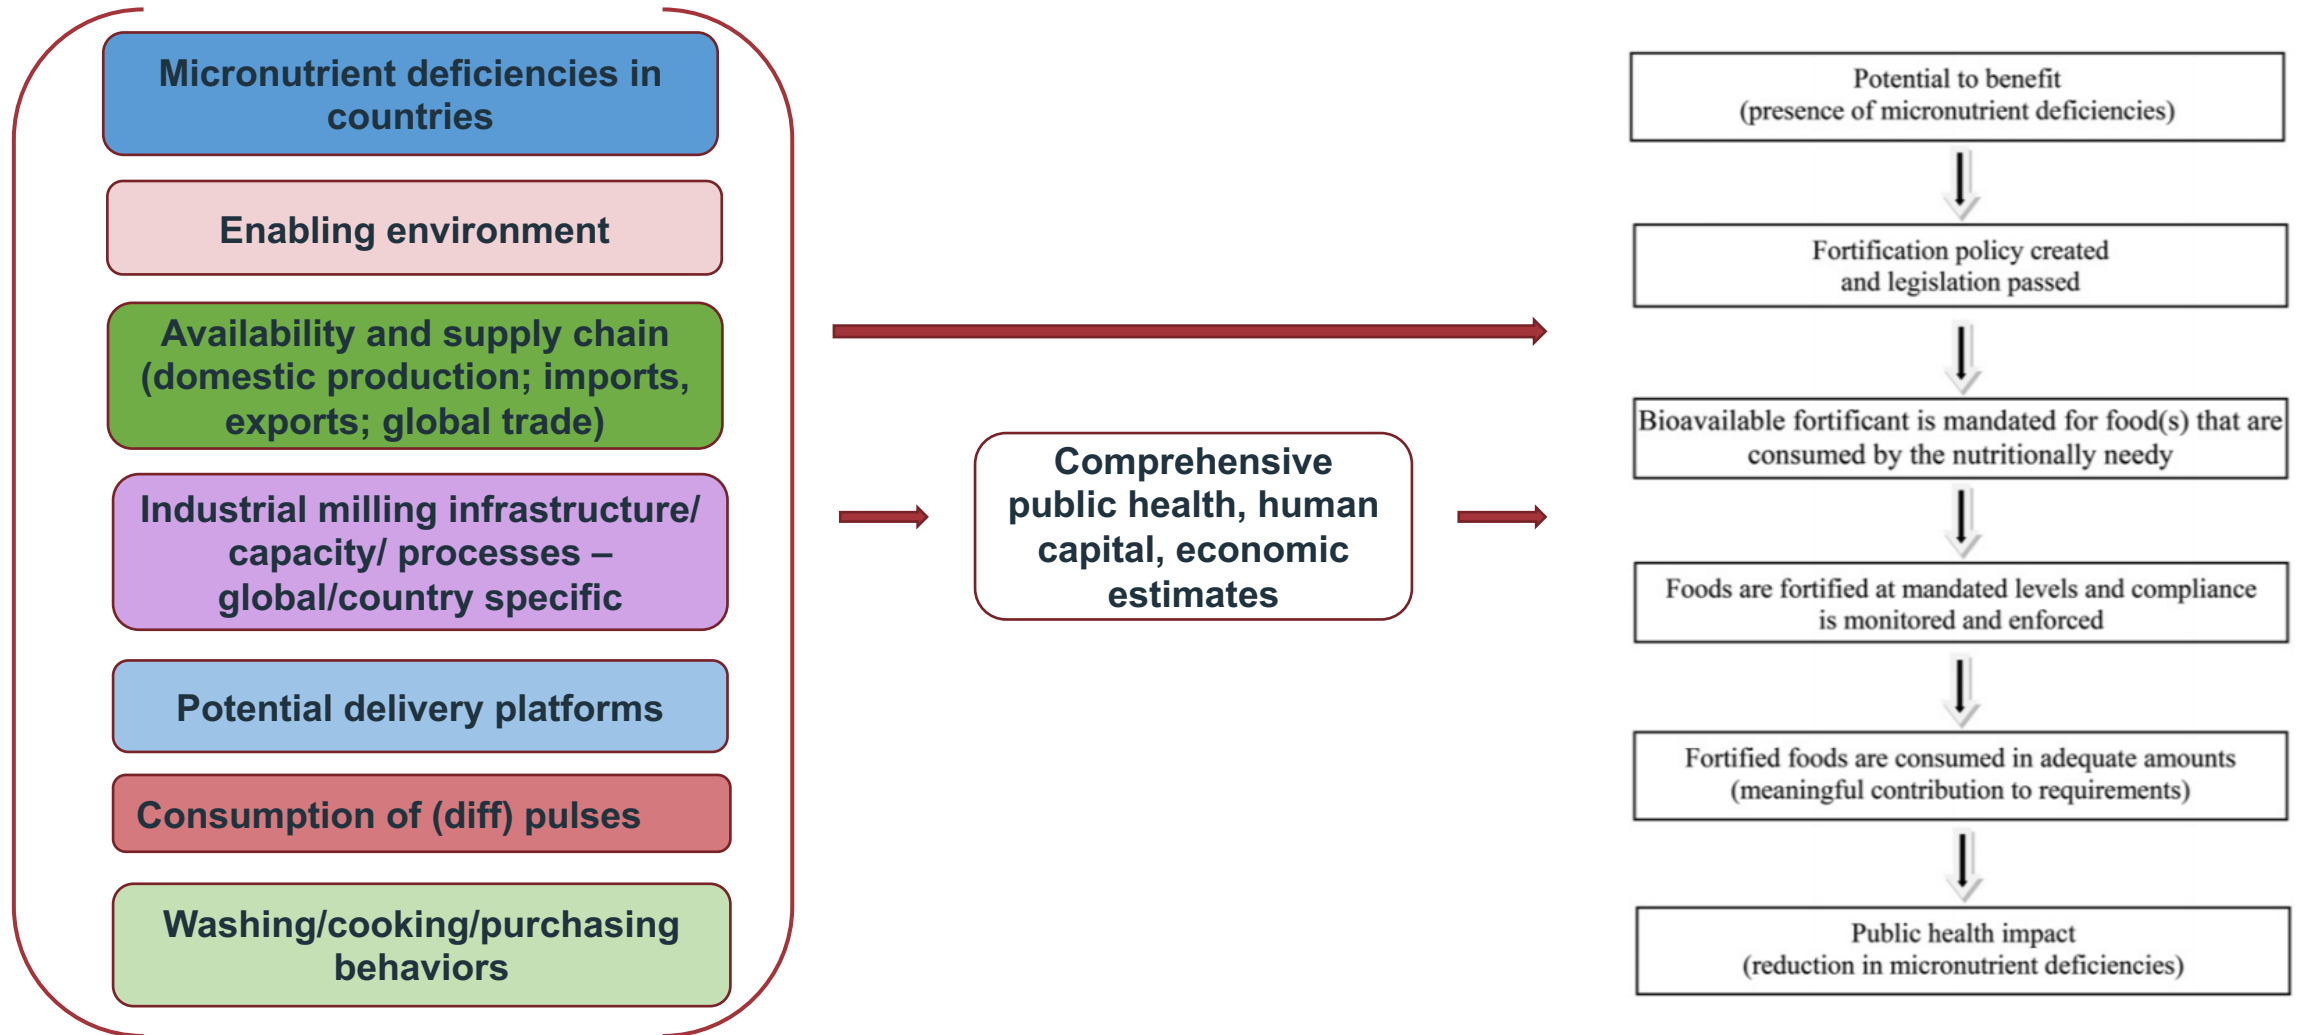 Micronutrient deficiencies in
countries
Enabling environment
Availability and supply chain
(domestic production; imports,
exports; global trade)
Industrial milling infrastructure/
capacity/ processes –
global/country specific
Potential delivery platforms
Consumption of (diff) pulses
Washing/cooking/purchasing
behaviors
Comprehensive
public health, human
capital, economic
estimates
Potential to benefit
(presence of micronutrient deficiencies)
Fortification policy created
and legislation passed
Bioavailable fortificant is mandated for food(s) that are
consumed by the nutritionally needy
Foods are fortified at mandated levels and compliance
is monitored and enforced
Fortified foods are consumed in adequate amounts
(meaningful contribution to requirements)
Public health impact
(reduction in micronutrient deficiencies)